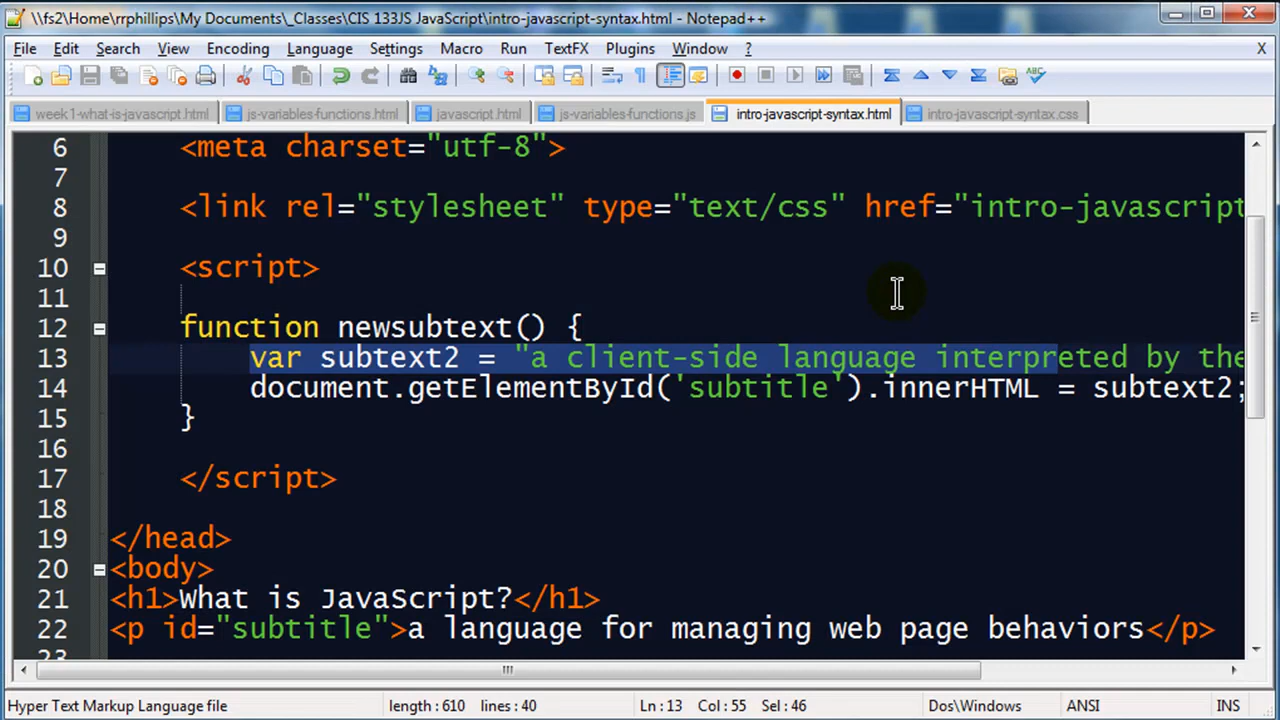 \\fs2\Home\rrphillips\My Documents\_Classes\CIS 133JS JavaScript\intro-javascript-syntax.html - Notepad++
File Edit Search View Encoding Language Settings Macro Run TextFX Plugins Window ? X
week1-what-is-javascript.html js-variables-functions.html javascript.html js-variables-functions.js intro-javascript-syntax.html intro-javascript-syntax.css
6 <meta charset="utf-8">
7
8 <link rel="stylesheet" type="text/css" href="intro-javascript
9
10 <script>
11
12 function newsubtext() {
13 var subtext2 = "a client-side language interpreted by the
14 document.getElementById('subtitle').innerHTML = subtext2;
15 }
16
17 </script>
18
19 </head>
20 <body>
21 <h1>What is JavaScript?</h1>
22 <p id="subtitle">a language for managing web page behaviors</p>
23
Hyper Text Markup Language file length : 610 lines : 40 Ln : 13 Col : 55 Sel : 46 Dos\Windows ANSI INS